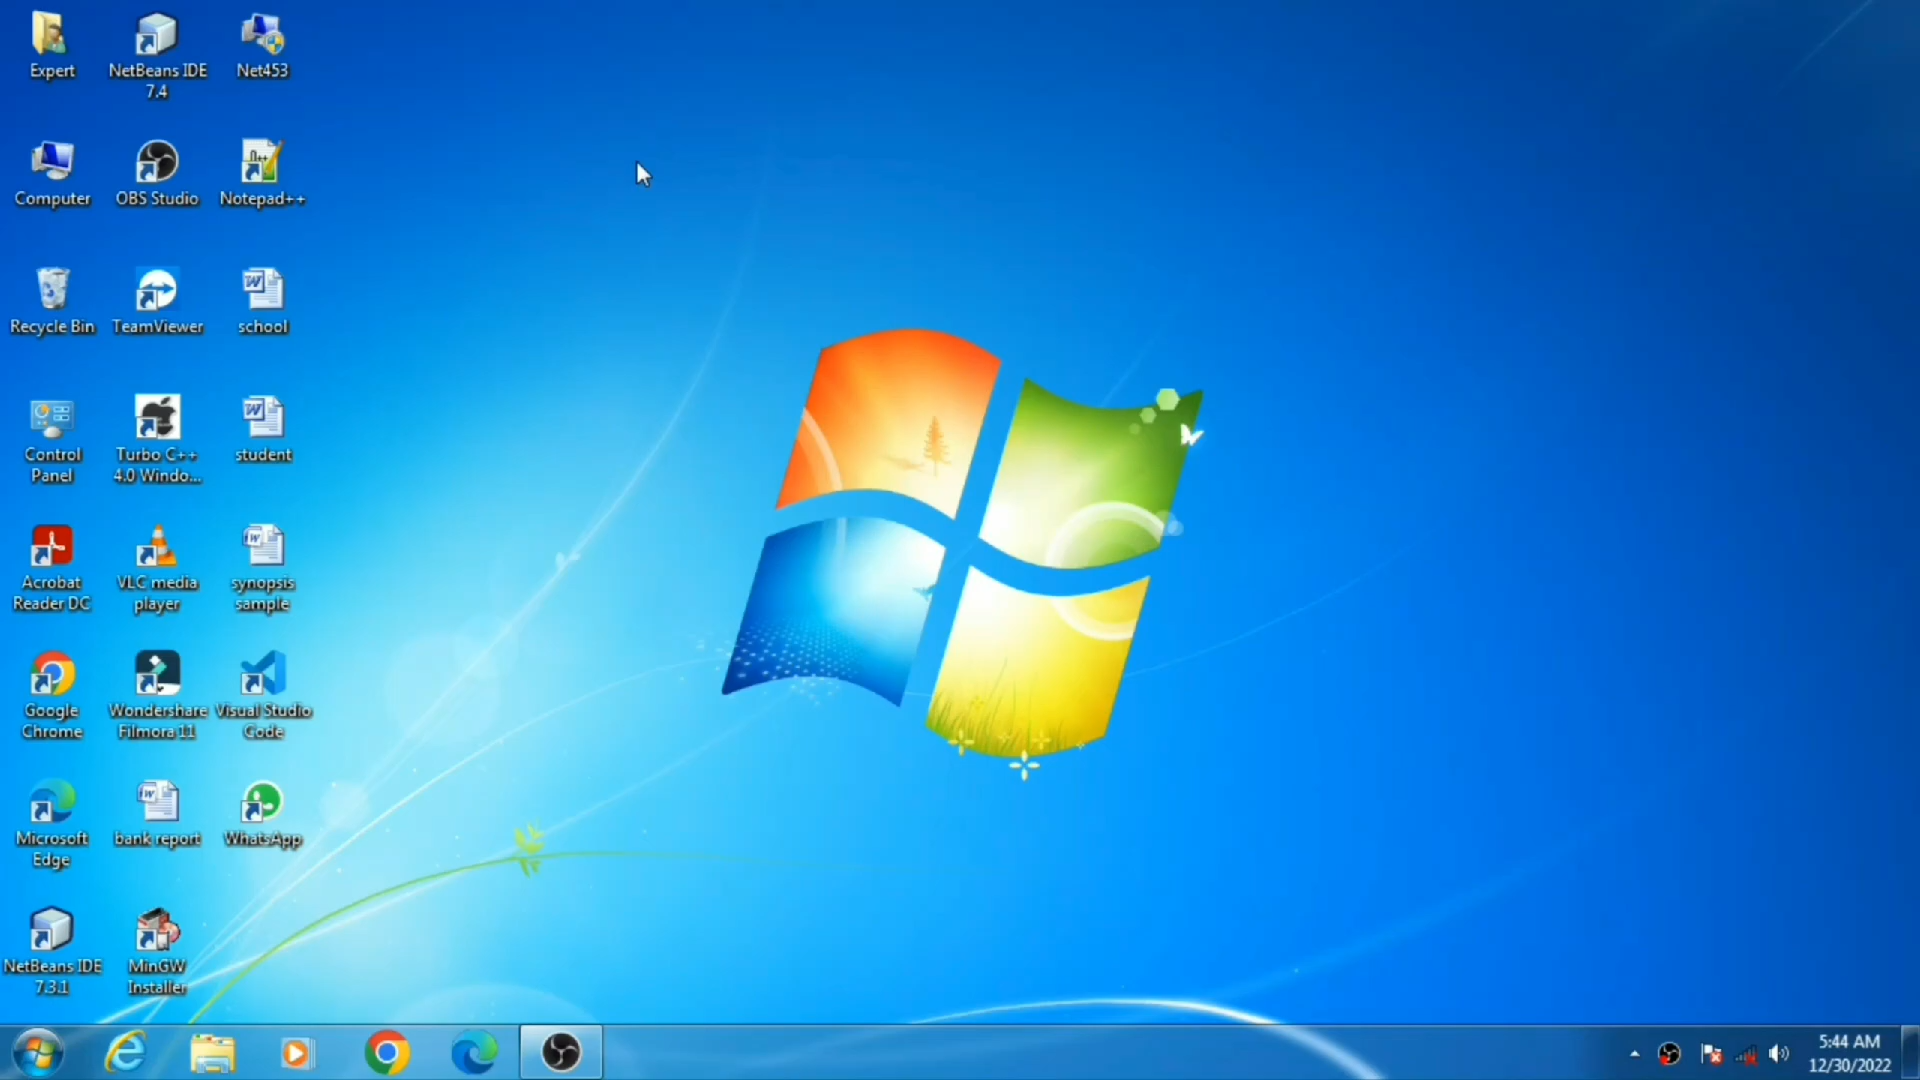 Expert
NetBeans IDE
7.4
Net453
Computer
OBS Studio
Notepad++
Recycle Bin
TeamViewer
school
Control
Panel
Turbo C++
4.0 Windo...
student
Acrobat
Reader DC
VLC media
player
synopsis
sample
Google
Chrome
Wondershare
Filmora 11
Visual Studio
Code
Microsoft
Edge
bank report
WhatsApp
NetBeans IDE
7.3.1
MinGW
Installer
5:44 AM
12/30/2022